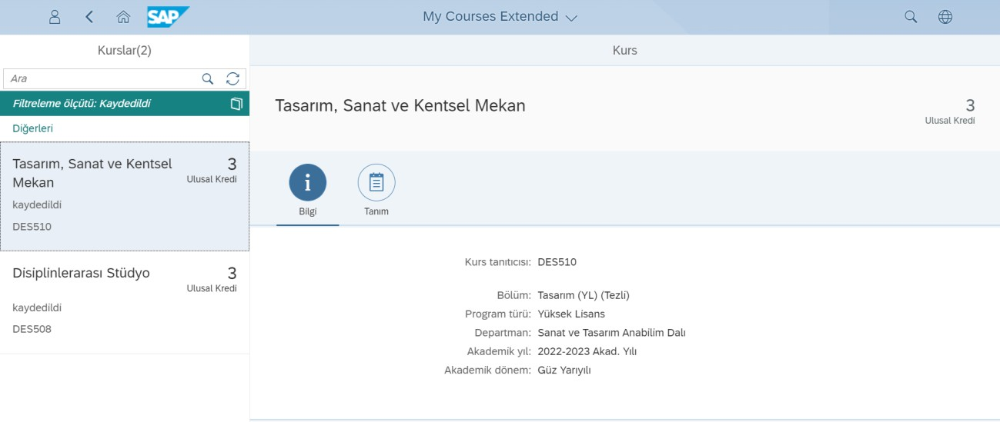 SAP
My Courses Extended
Kurslar(2)
Ara
Filtreleme ölçütü: Kaydedildi
Diğerleri
Tasarım, Sanat ve Kentsel
Mekan
3
Ulusal Kredi
kaydedildi
DES510
Disiplinlerarası Stüdyo
3
Ulusal Kredi
kaydedildi
DES508
Kurs
Tasarım, Sanat ve Kentsel Mekan
3
Ulusal Kredi
Bilgi
Tanım
Kurs tanıtıcısı: DES510
Bölüm: Tasarım (YL) (Tezli)
Program türü: Yüksek Lisans
Departman: Sanat ve Tasarım Anabilim Dalı
Akademik yıl: 2022-2023 Akad. Yılı
Akademik dönem: Güz Yarıyılı